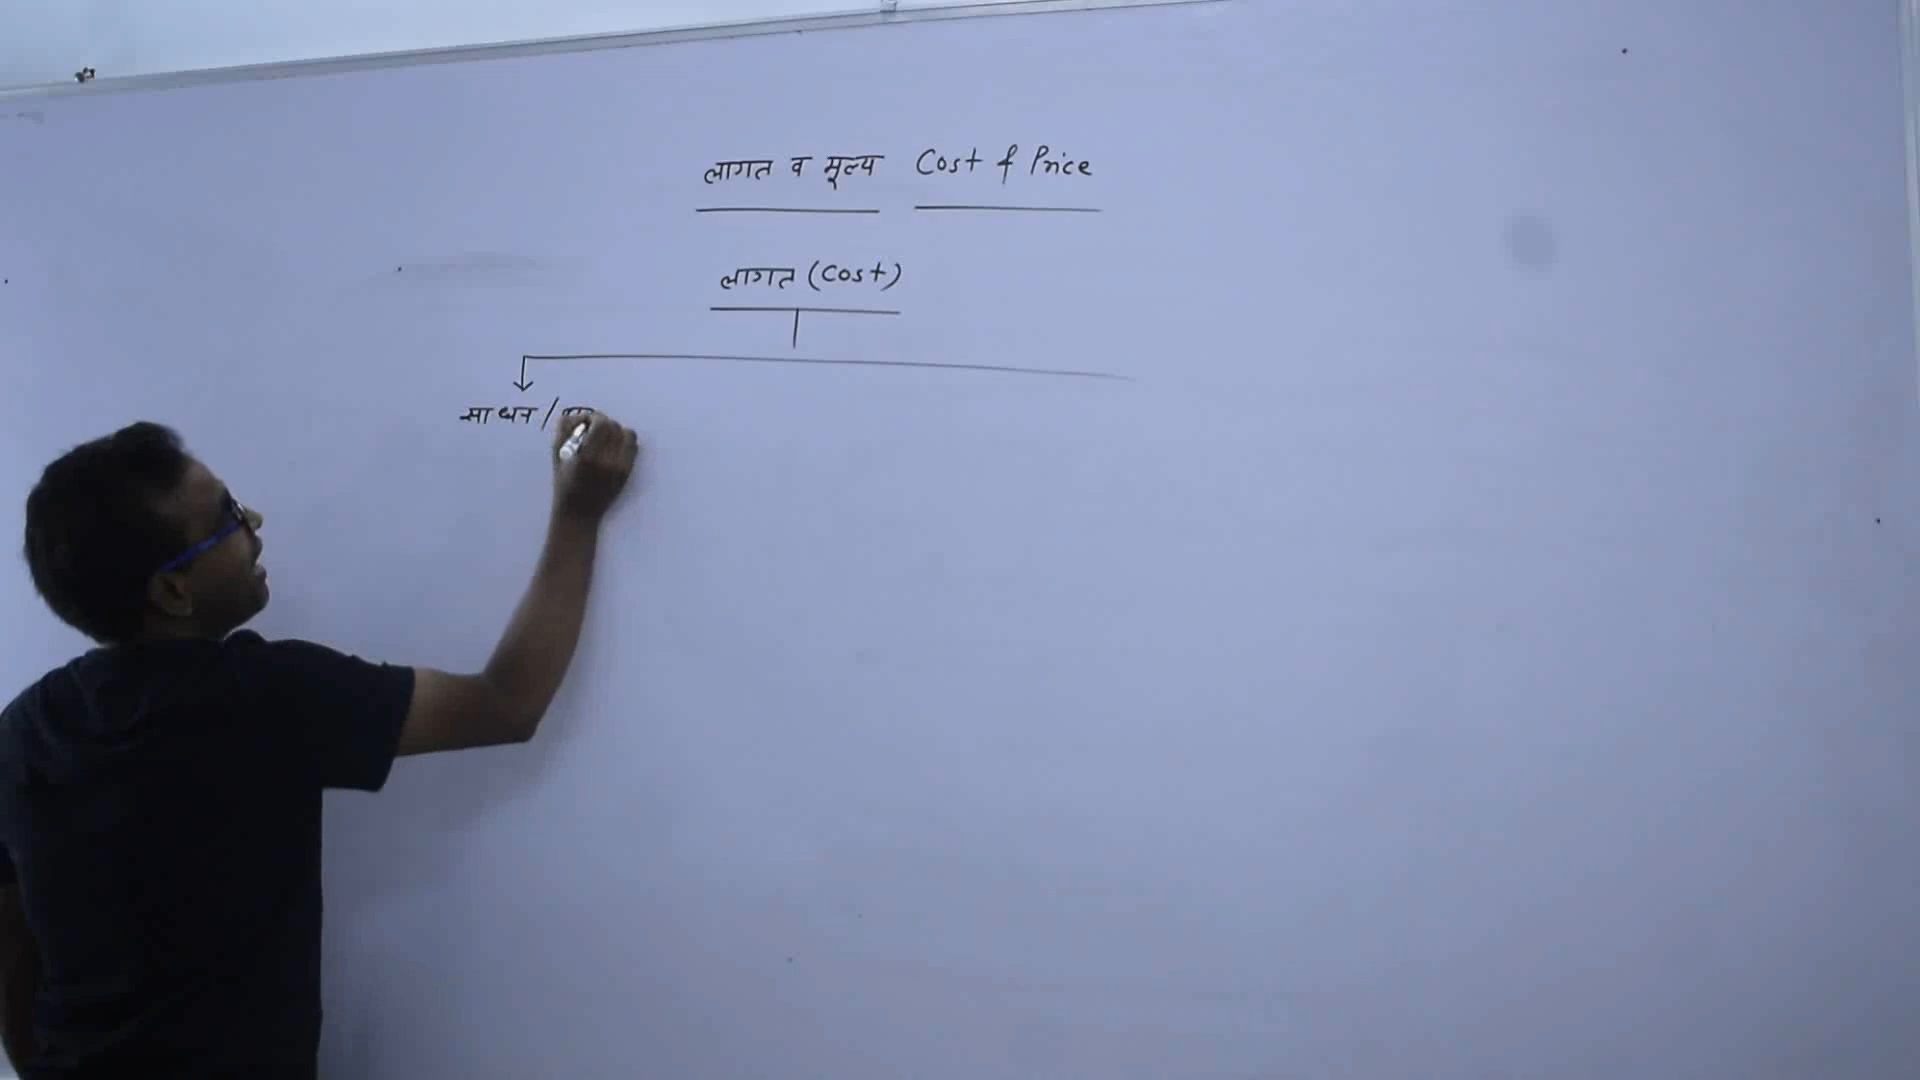 लागत व मूल्य Cost & Price
लागत (Cost)
साधन /